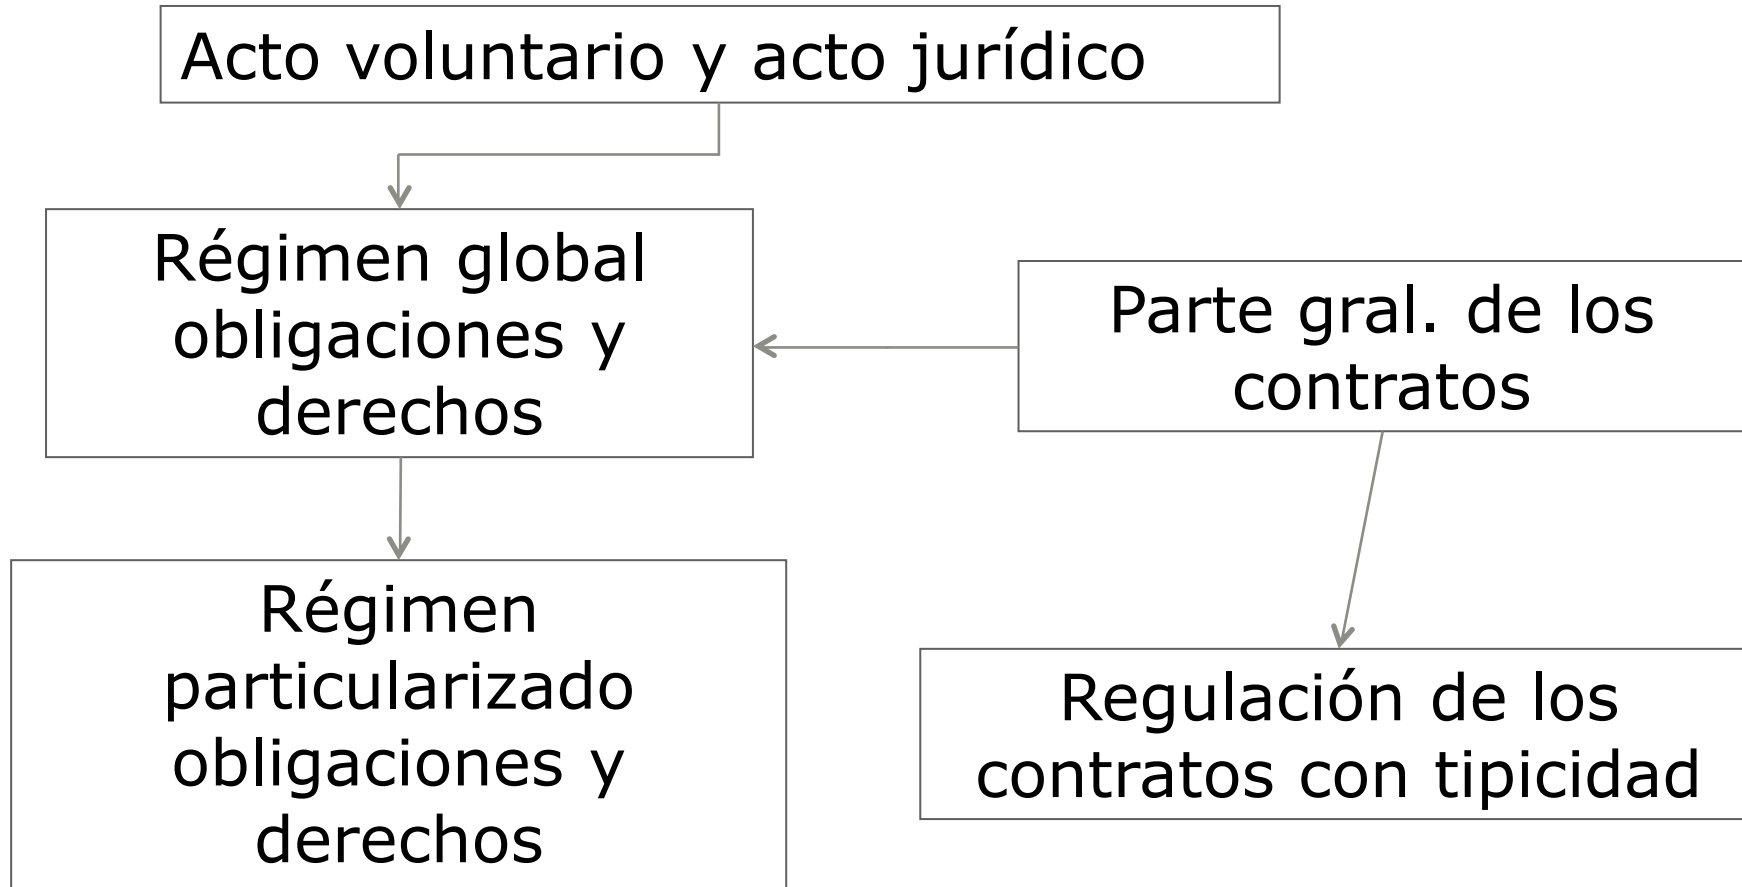 Acto voluntario y acto jurídico
Régimen global
obligaciones y
derechos
Parte gral. de los
contratos
Régimen
particularizado
obligaciones y
derechos
Regulación de los
contratos con tipicidad